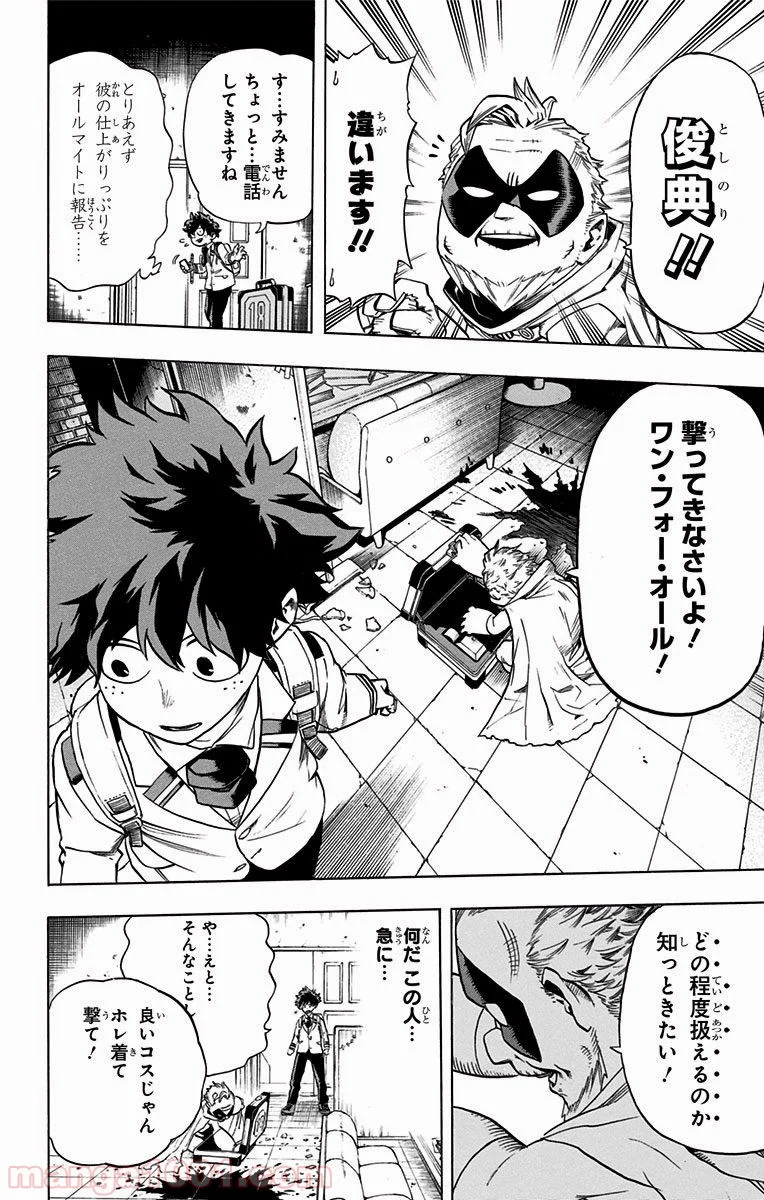 俊典!!
違います!!
す…すみません
ちょっと…電話
してきますね
とりあえず
彼の仕上がりっぷりを
オールマイトに
報告……
18
撃ってきなさいよ!
ワン・フォー・オール!
どの程度扱えるのか
知っときたい!
何だ この人…
急に…
や…えと…
そんなこと
良いコスじゃん
ホレ着て
撃て!